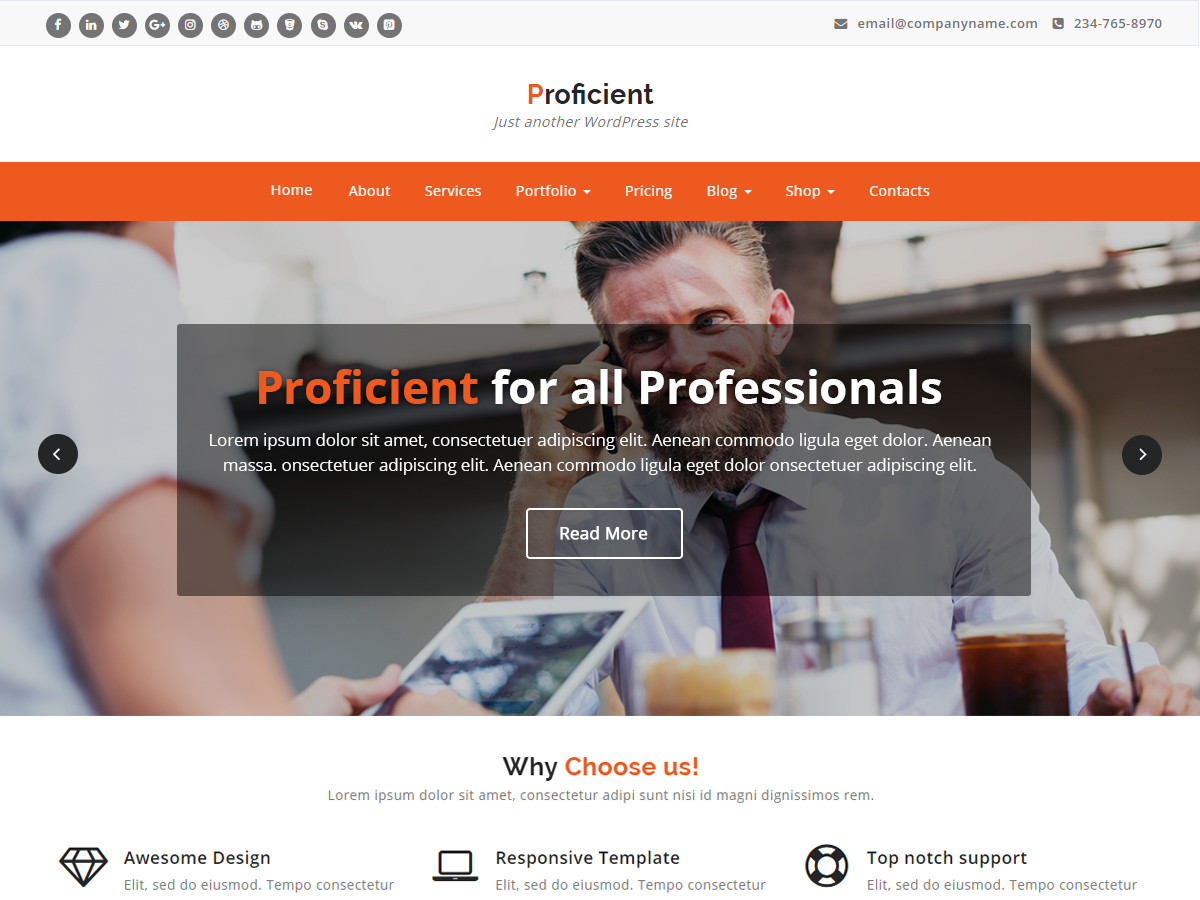 email@companyname.com 234-765-8970
Proficient
Just another WordPress site
Home About Services Portfolio Pricing Blog Shop Contacts
Proficient for all Professionals
Lorem ipsum dolor sit amet, consectetuer adipiscing elit. Aenean commodo ligula eget dolor. Aenean
massa. onsectetuer adipiscing elit. Aenean commodo ligula eget dolor onsectetuer adipiscing elit.
Read More
Why Choose us!
Lorem ipsum dolor sit amet, consectetur adipi sunt nisi id magni dignissimos rem.
Awesome Design
Elit, sed do eiusmod. Tempo consectetur
Responsive Template
Elit, sed do eiusmod. Tempo consectetur
Top notch support
Elit, sed do eiusmod. Tempo consectetur